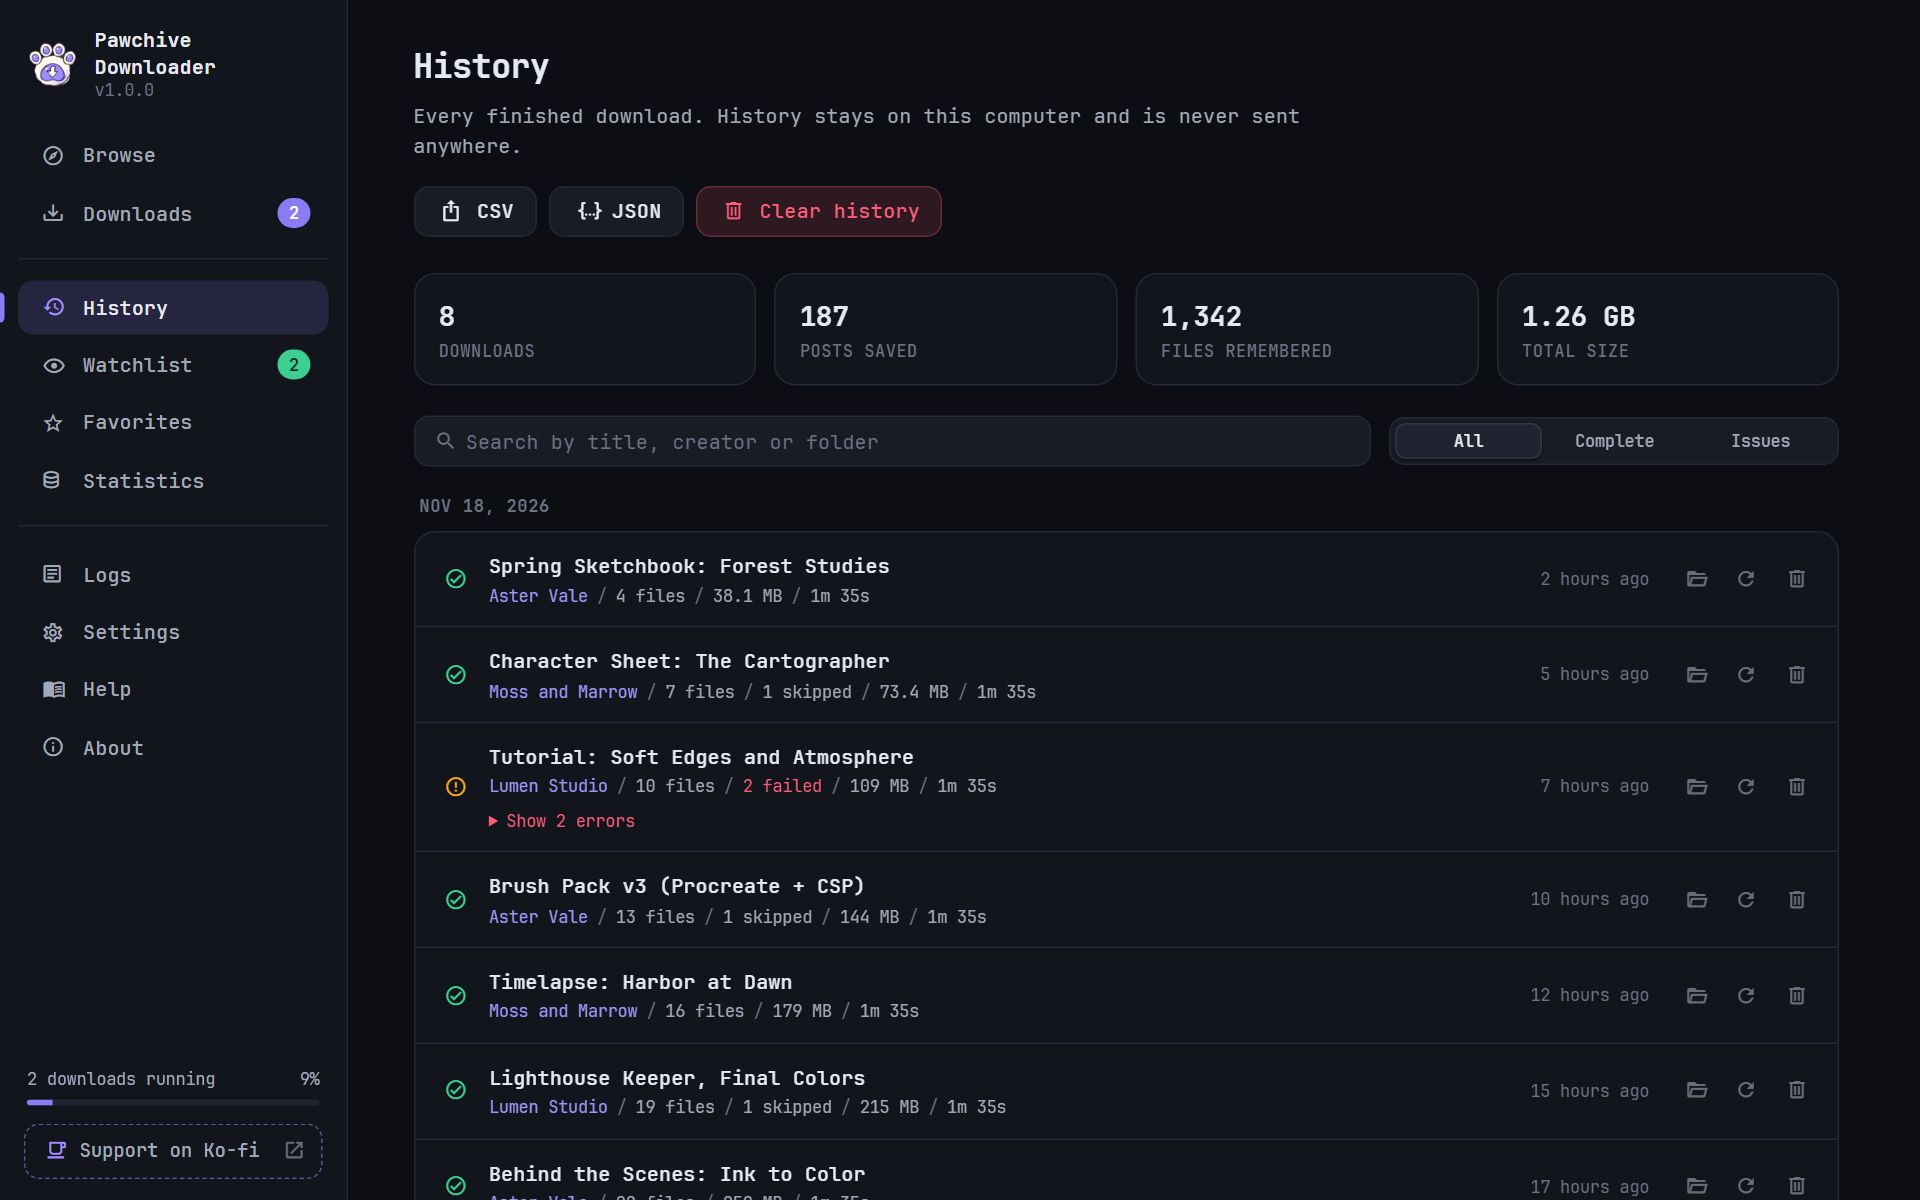 Pawchive
Downloader
v1.0.0
Browse
Downloads 2
History
Watchlist 2
Favorites
Statistics
Logs
Settings
Help
About
2 downloads running 9%
Support on Ko-fi
History
Every finished download. History stays on this computer and is never sent
anywhere.
CSV {..} JSON Clear history
8
DOWNLOADS
187
POSTS SAVED
1,342
FILES REMEMBERED
1.26 GB
TOTAL SIZE
Search by title, creator or folder
All Complete Issues
NOV 18, 2026
Spring Sketchbook: Forest Studies
Aster Vale / 4 files / 38.1 MB / 1m 35s
2 hours ago
Character Sheet: The Cartographer
Moss and Marrow / 7 files / 1 skipped / 73.4 MB / 1m 35s
5 hours ago
Tutorial: Soft Edges and Atmosphere
Lumen Studio / 10 files / 2 failed / 109 MB / 1m 35s
Show 2 errors
7 hours ago
Brush Pack v3 (Procreate + CSP)
Aster Vale / 13 files / 1 skipped / 144 MB / 1m 35s
10 hours ago
Timelapse: Harbor at Dawn
Moss and Marrow / 16 files / 179 MB / 1m 35s
12 hours ago
Lighthouse Keeper, Final Colors
Lumen Studio / 19 files / 1 skipped / 215 MB / 1m 35s
15 hours ago
Behind the Scenes: Ink to Color
17 hours ago